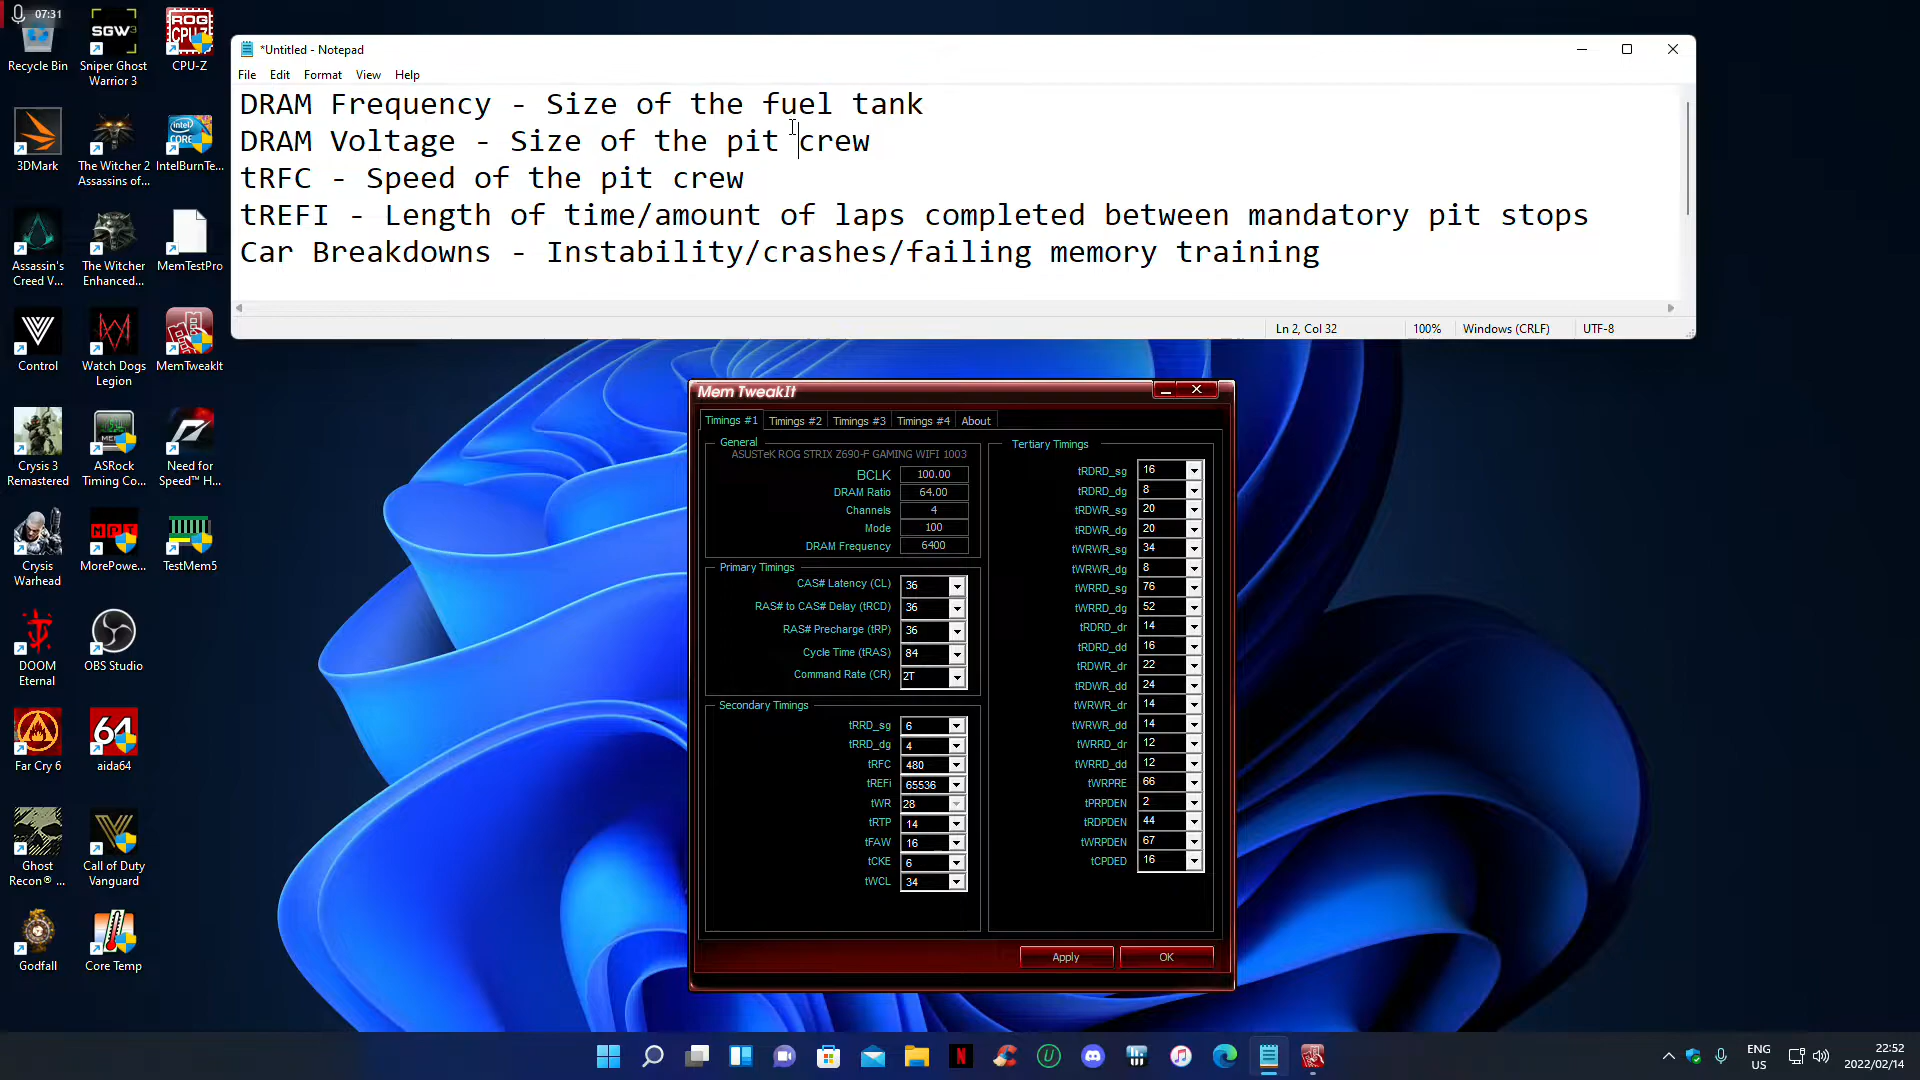 07:31
Recycle Bin
SGW3
Sniper Ghost
Warrior 3
ROG
CPU-Z
CPU-Z
3DMark
The Witcher 2
Assassins of...
IntelBurnTe...
Assassin's
Creed V...
The Witcher
Enhanced...
MemTestPro
Control
Watch Dogs
Legion
MemTweakIt
Crysis 3
Remastered
ASRock
Timing Co...
Need for
Speed™ H...
Crysis
Warhead
MPT
MorePowe...
TestMem5
DOOM
Eternal
OBS Studio
Far Cry 6
64
aida64
Ghost
Recon® ...
Call of Duty
Vanguard
Godfall
Core Temp
*Untitled - Notepad
File Edit Format View Help
DRAM Frequency - Size of the fuel tank
DRAM Voltage - Size of the pit crew
tRFC - Speed of the pit crew
tREFI - Length of time/amount of laps completed between mandatory pit stops
Car Breakdowns - Instability/crashes/failing memory training
Ln 2, Col 32 100% Windows (CRLF) UTF-8
Mem TweakIt
Timings #1 Timings #2 Timings #3 Timings #4 About
General
ASUSTeK ROG STRIX Z690-F GAMING WIFI 1003
BCLK 100.00
DRAM Ratio 64.00
Channels 4
Mode 100
DRAM Frequency 6400
Primary Timings
CAS# Latency (CL) 36
RAS# to CAS# Delay (tRCD) 36
RAS# Precharge (tRP) 36
Cycle Time (tRAS) 84
Command Rate (CR) 2T
Secondary Timings
tRRD_sg 6
tRRD_dg 4
tRFC 480
tREFi 65536
tWR 28
tRTP 14
tFAW 16
tCKE 6
tWCL 34
Tertiary Timings
tRDRD_sg 16
tRDRD_dg 8
tRDWR_sg 20
tRDWR_dg 20
tWRWR_sg 34
tWRWR_dg 8
tWRRD_sg 76
tWRRD_dg 52
tRDRD_dr 14
tRDRD_dd 16
tRDWR_dr 22
tRDWR_dd 24
tWRWR_dr 14
tWRWR_dd 14
tWRRD_dr 12
tWRRD_dd 12
tWRPRE 66
tPRPDEN 2
tRDPDEN 44
tWRPDEN 67
tCPDED 16
Apply OK
ENG
US
22:52
2022/02/14